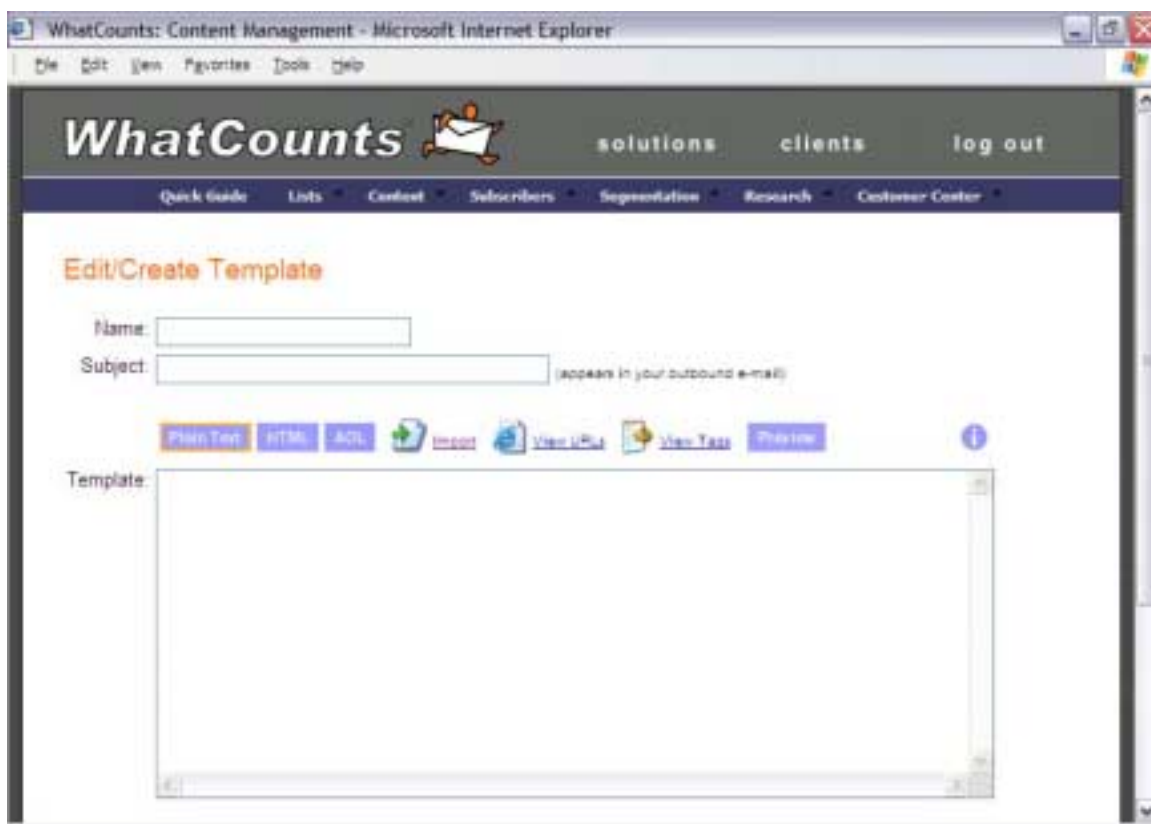 WhatCounts: Content Management - Microsoft Internet Explorer
File Edit View Favorites Tools Help
WhatCounts solutions clients log out
Quick Guide Lists Content Subscribers Segmentation Research Customer Center
Edit/Create Template
Name:
Subject: (appears in your outbound e-mail)
Plain Text HTML AOL Import View URLs View Tags Preview i
Template: